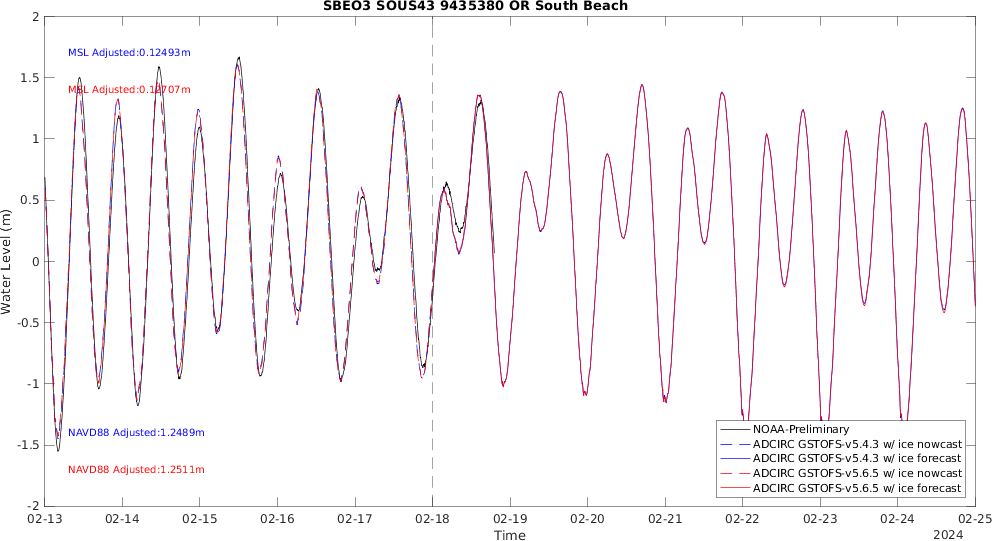 SBEO3 SOUS43 9435380 OR South Beach
2
1.5
1
0.5
0
-0.5
-1
-1.5
-2
Water Level (m)
MSL Adjusted:0.12493m
MSL Adjusted:0.12707m
NAVD88 Adjusted:1.2489m
NAVD88 Adjusted:1.2511m
NOAA-Preliminary
ADCIRC GSTOFS-v5.4.3 w/ ice nowcast
ADCIRC GSTOFS-v5.4.3 w/ ice forecast
ADCIRC GSTOFS-v5.6.5 w/ ice nowcast
ADCIRC GSTOFS-v5.6.5 w/ ice forecast
02-13 02-14 02-15 02-16 02-17 02-18 02-19 02-20 02-21 02-22 02-23 02-24 02-25
Time
2024